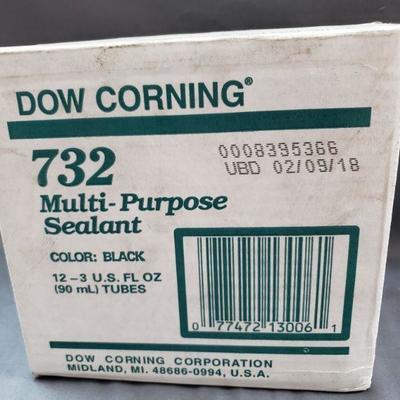 DOW CORNING®
732
Multi-Purpose
Sealant
0008395366
UBD 02/09/18
COLOR: BLACK
12–3 U.S. FL OZ
(90 mL) TUBES
0 77472 13006 1
DOW CORNING CORPORATION
MIDLAND, MI. 48686-0994, U.S.A.